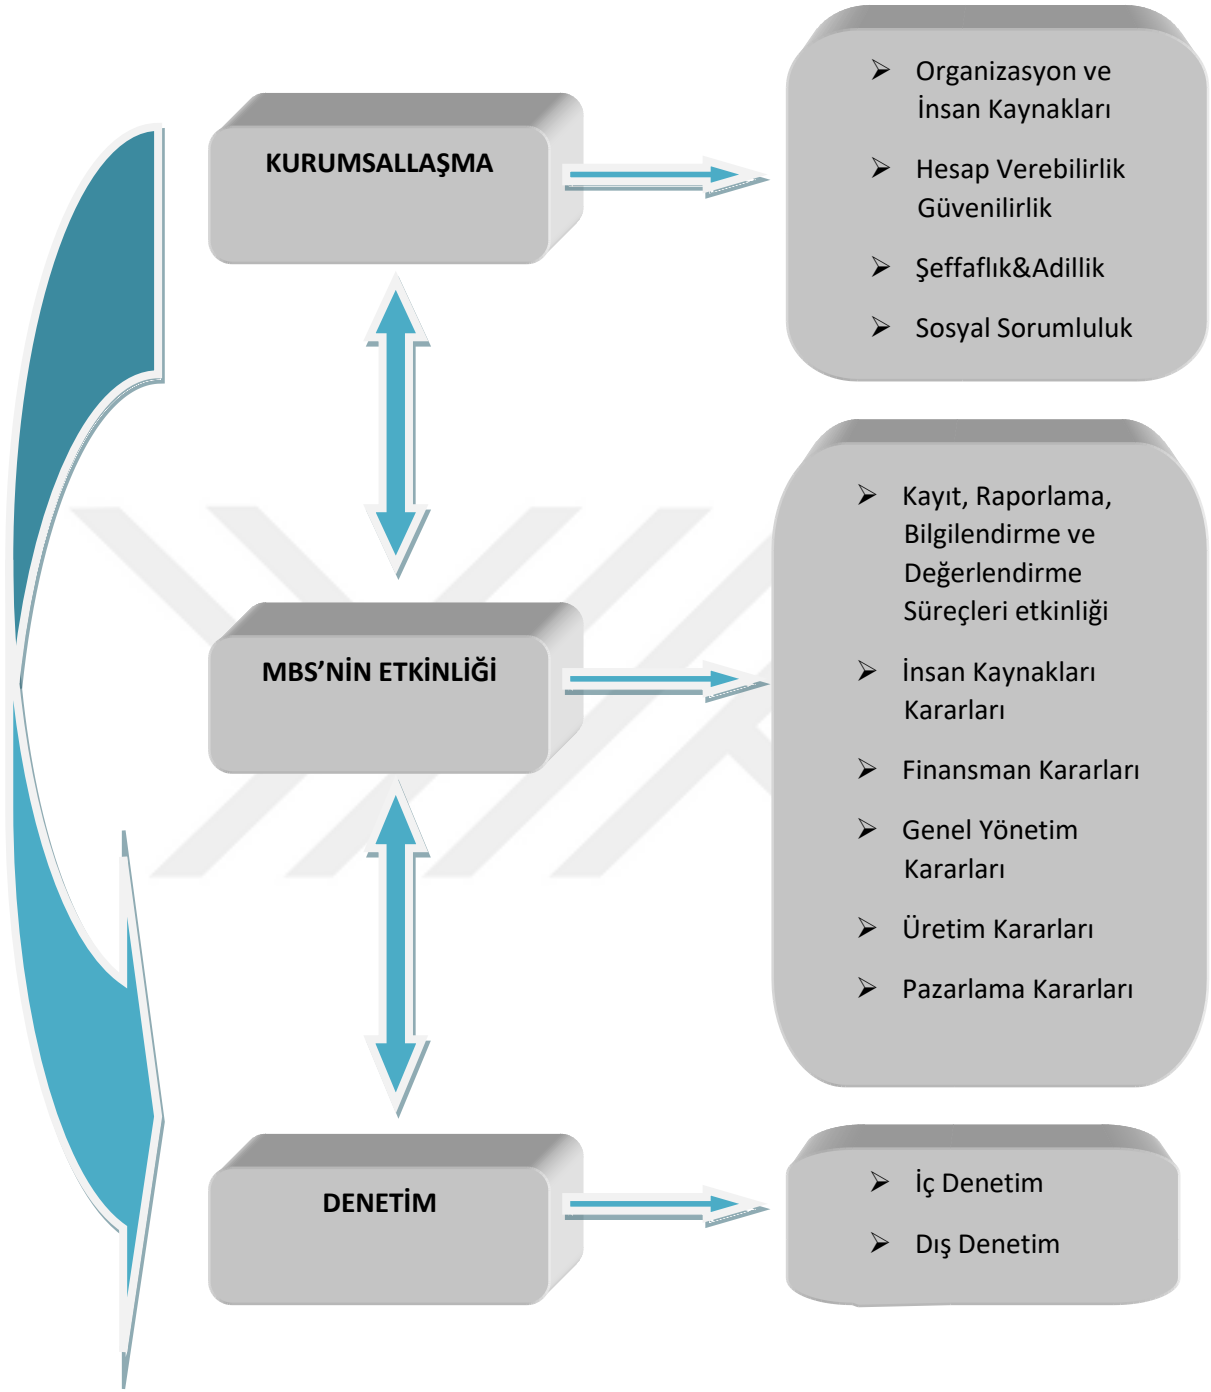 KURUMSALLAŞMA
➢ Organizasyon ve
İnsan Kaynakları
➢ Hesap Verebilirlik
Güvenilirlik
➢ Şeffaflık&Adillik
➢ Sosyal Sorumluluk
MBS’NİN ETKİNLİĞİ
➢ Kayıt, Raporlama,
Bilgilendirme ve
Değerlendirme
Süreçleri etkinliği
➢ İnsan Kaynakları
Kararları
➢ Finansman Kararları
➢ Genel Yönetim
Kararları
➢ Üretim Kararları
➢ Pazarlama Kararları
DENETİM
➢ İç Denetim
➢ Dış Denetim